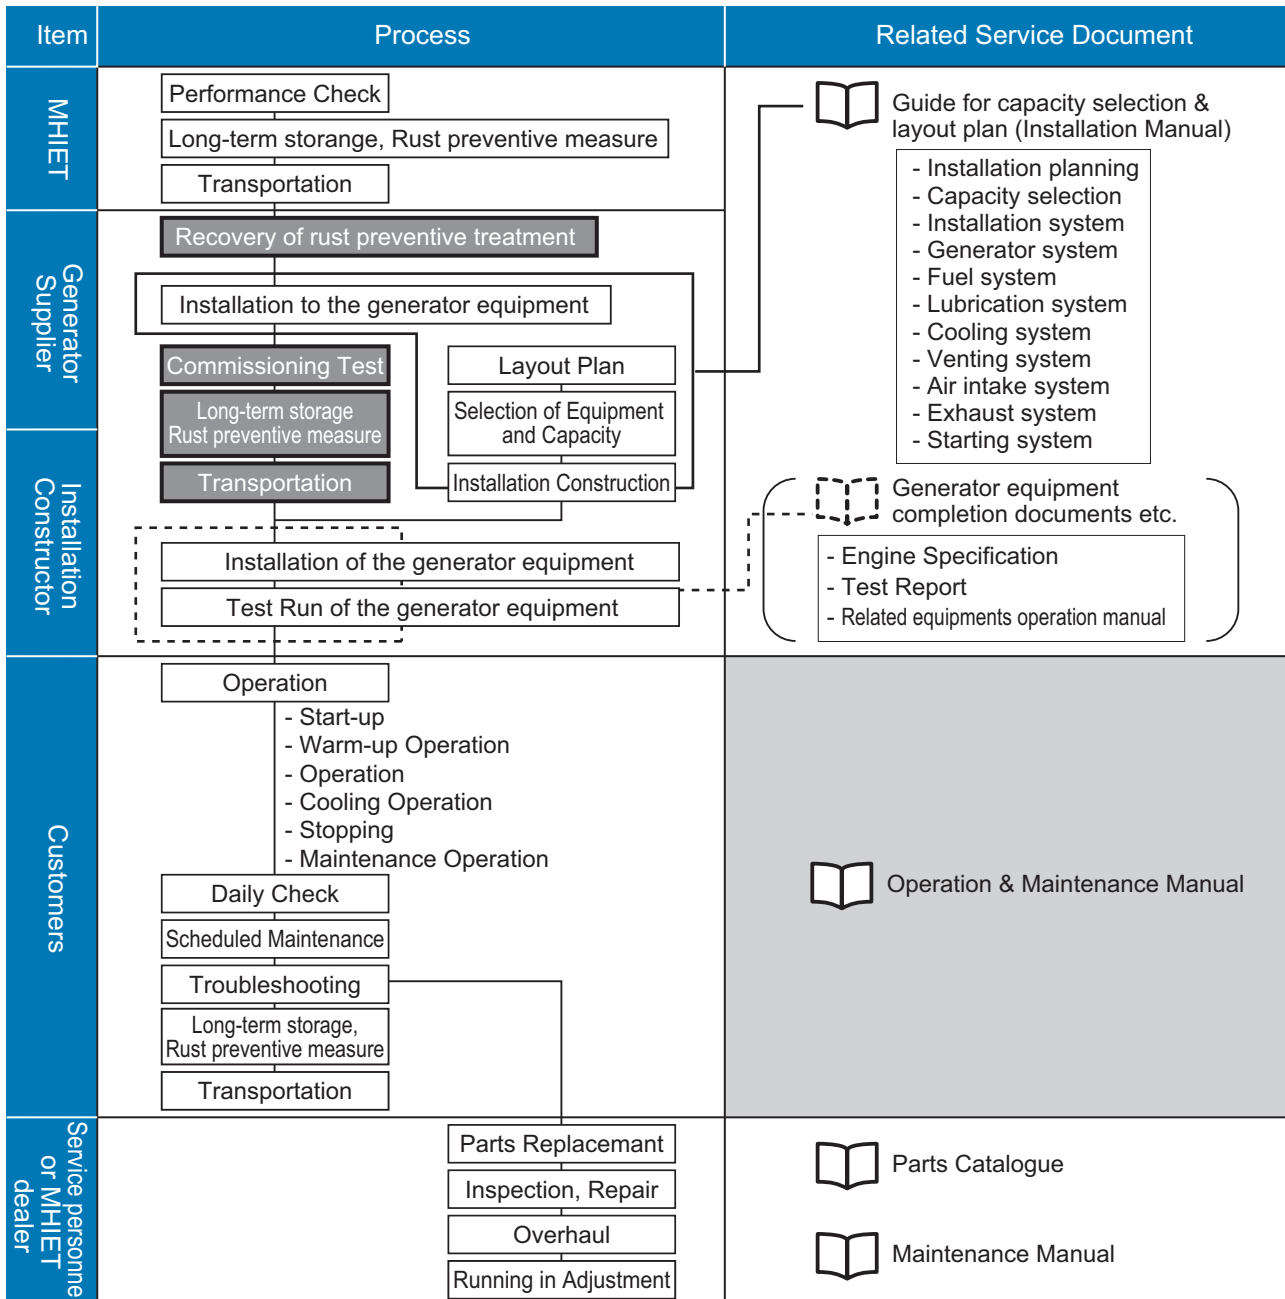 Item
Process
Related Service Document
MHIET
Performance Check
Long-term storange, Rust preventive measure
Transportation
Guide for capacity selection &
layout plan (Installation Manual)
- Installation planning
- Capacity selection
- Installation system
- Generator system
- Fuel system
- Lubrication system
- Cooling system
- Venting system
- Air intake system
- Exhaust system
- Starting system
Generator
Supplier
Recovery of rust preventive treatment
Installation to the generator equipment
Commissioning Test
Layout Plan
Long-term storage
Rust preventive measure
Selection of Equipment
and Capacity
Installation
Constructor
Transportation
Installation Construction
Installation of the generator equipment
Test Run of the generator equipment
Generator equipment
completion documents etc.
- Engine Specification
- Test Report
- Related equipments operation manual
Customers
Operation
- Start-up
- Warm-up Operation
- Operation
- Cooling Operation
- Stopping
- Maintenance Operation
Daily Check
Scheduled Maintenance
Troubleshooting
Long-term storage,
Rust preventive measure
Transportation
Operation & Maintenance Manual
Service personne
or MHIET
dealer
Parts Replacemant
Inspection, Repair
Overhaul
Running in Adjustment
Parts Catalogue
Maintenance Manual